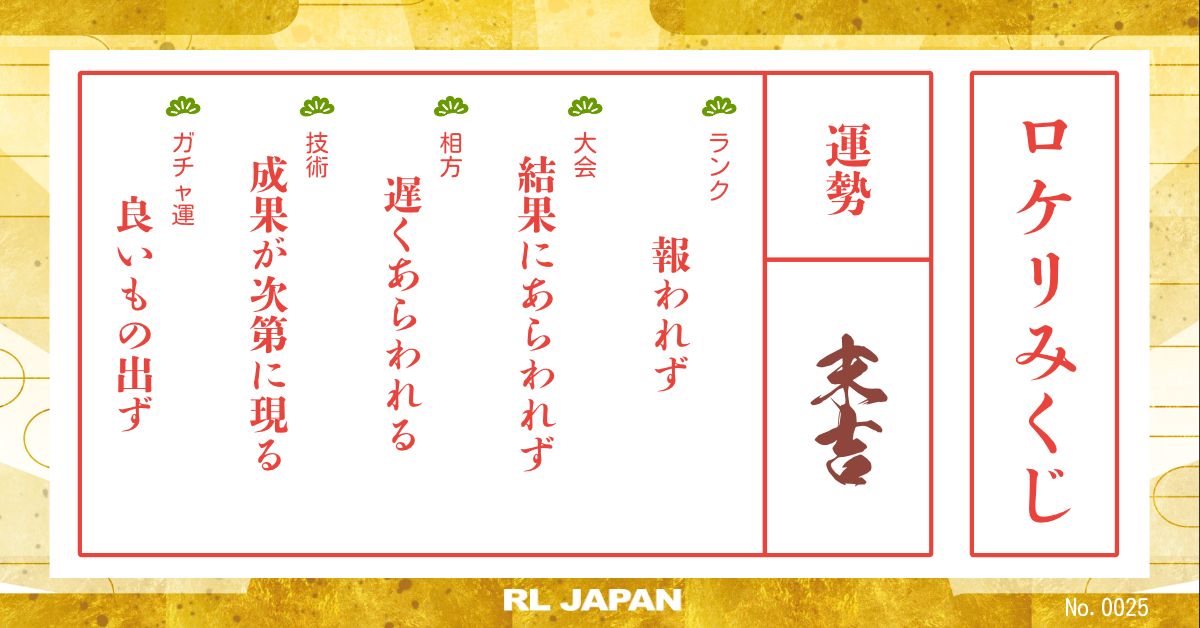 ロケリみくじ
運勢
末吉
ランク
報われず
大会
結果にあらわれず
相方
遅くあらわれる
技術
成果が次第に現る
ガチャ運
良いもの出ず
RL JAPAN
No. 0025